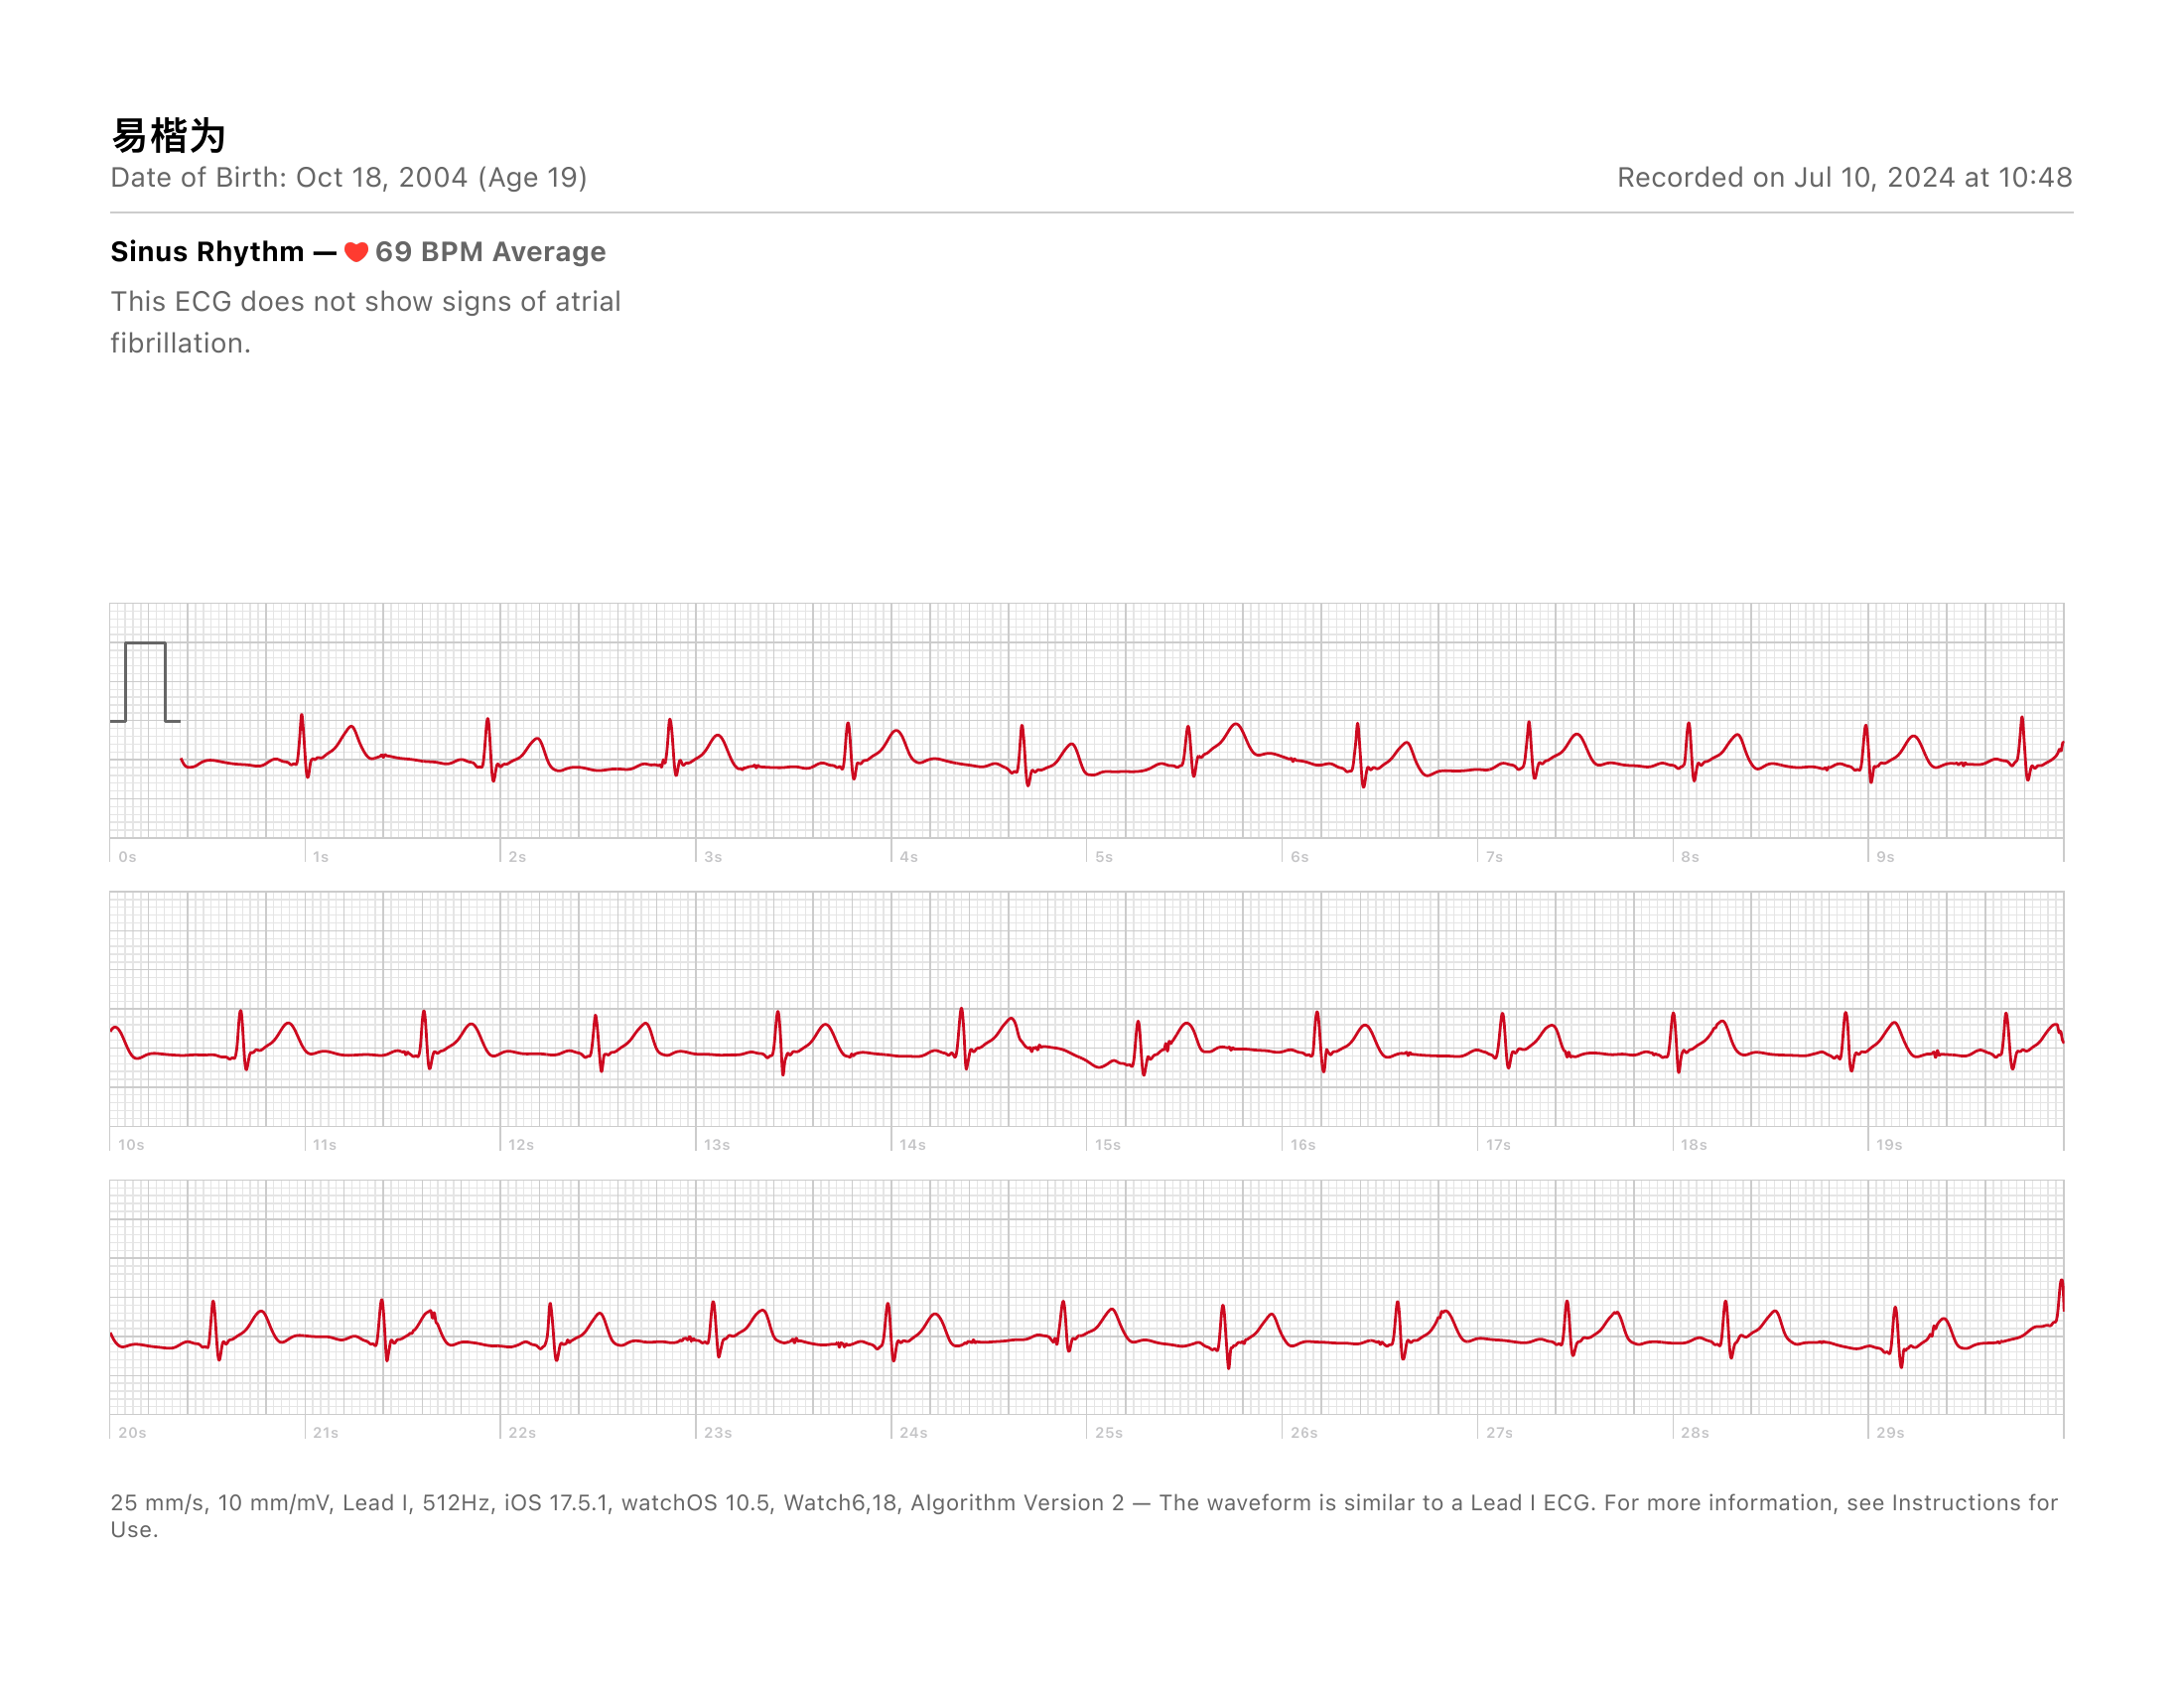 易楷为
Date of Birth: Oct 18, 2004 (Age 19)
Recorded on Jul 10, 2024 at 10:48
Sinus Rhythm — ❤️ 69 BPM Average
This ECG does not show signs of atrial
fibrillation.
0s 1s 2s 3s 4s 5s 6s 7s 8s 9s
10s 11s 12s 13s 14s 15s 16s 17s 18s 19s
20s 21s 22s 23s 24s 25s 26s 27s 28s 29s
25 mm/s, 10 mm/mV, Lead I, 512Hz, iOS 17.5.1, watchOS 10.5, Watch6,18, Algorithm Version 2 — The waveform is similar to a Lead I ECG. For more information, see Instructions for
Use.